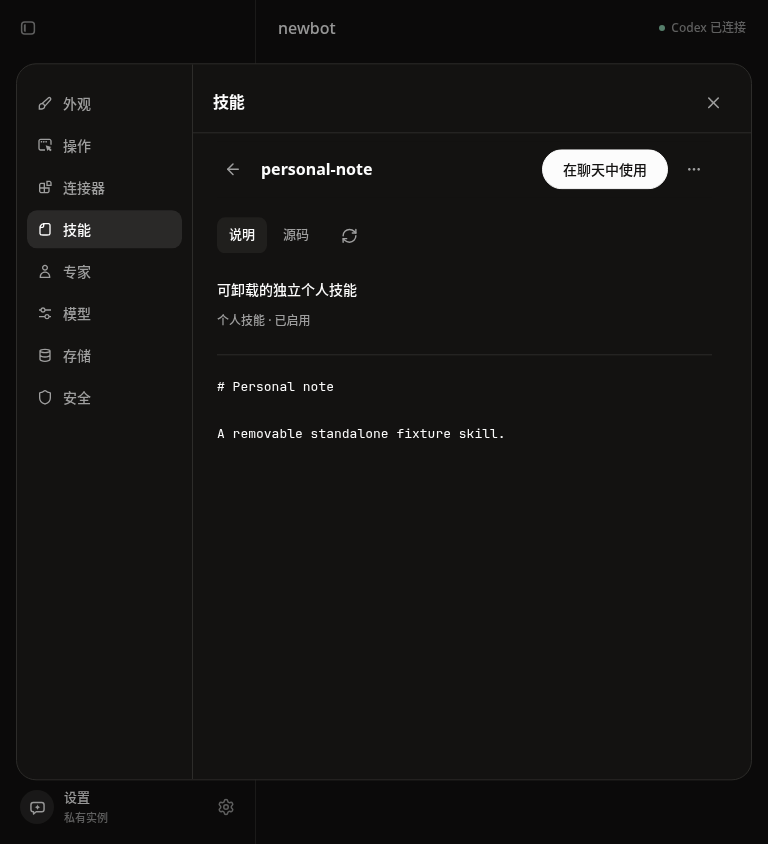 newbot
Codex 已连接
外观
操作
连接器
技能
专家
模型
存储
安全
技能
personal-note
在聊天中使用
说明
源码
可卸载的独立个人技能
个人技能 · 已启用
# Personal note
A removable standalone fixture skill.
设置
私有实例